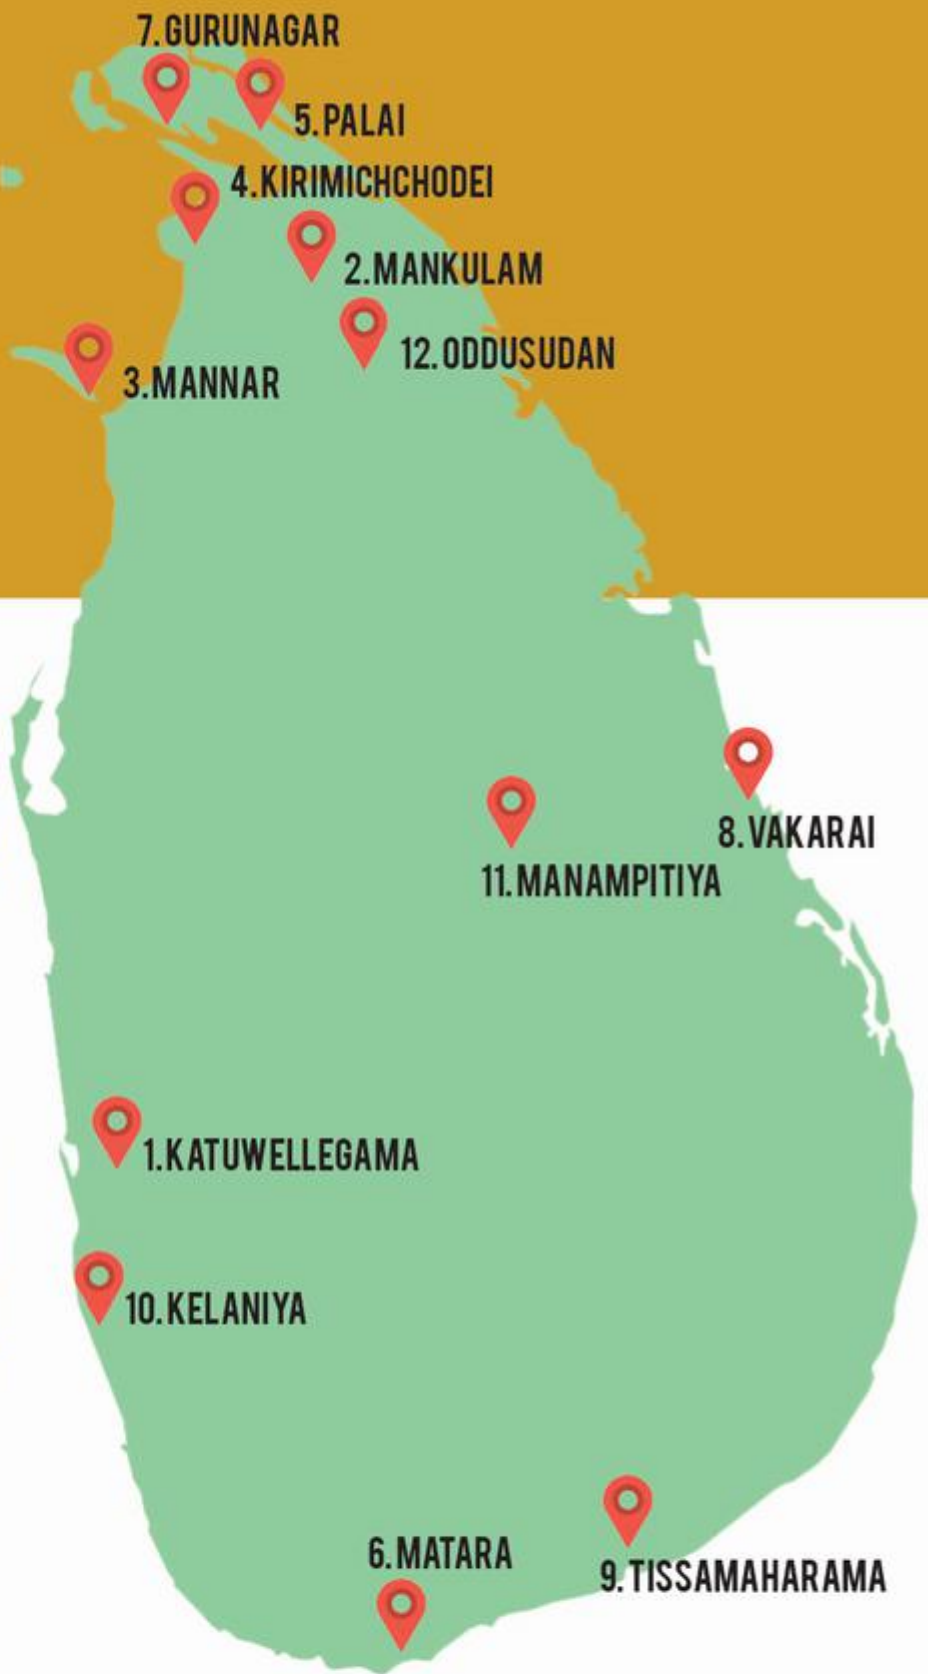 7.GURUNAGAR
5.PALAI
4.KIRIMICHCHODEI
2.MANKULAM
12.ODDUSUDAN
3.MANNAR
8.VAKARAI
11.MANAMPITIYA
1.KATUWELLEGAMA
10.KELANIYA
6.MATARA
9.TISSAMAHARAMA